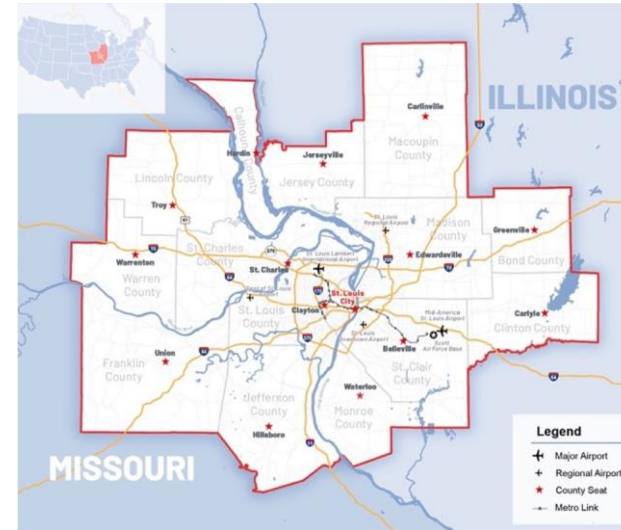 ILLINOIS
Carlinville
Macoupin
County
Calhoun County
Hardin
Jerseyville
Jersey County
Lincoln County
Troy
St. Louis
Regional Airport
Madison
County
Greenville
Bond County
St. Charles
County
Warrenton
Warren
County
St. Charles
St. Louis Lambert
International Airport
Edwardsville
St. Louis
City
Clayton
St. Louis
County
Mid-America
St. Louis Airport
Carlyle
Clinton County
St. Louis
Downtown Airport
Scott
Air Force Base
Belleville
St. Clair
County
Union
Franklin
County
Waterloo
Monroe
County
Jefferson
County
Hillsboro
MISSOURI
Legend
Major Airport
Regional Airport
County Seat
Metro Link